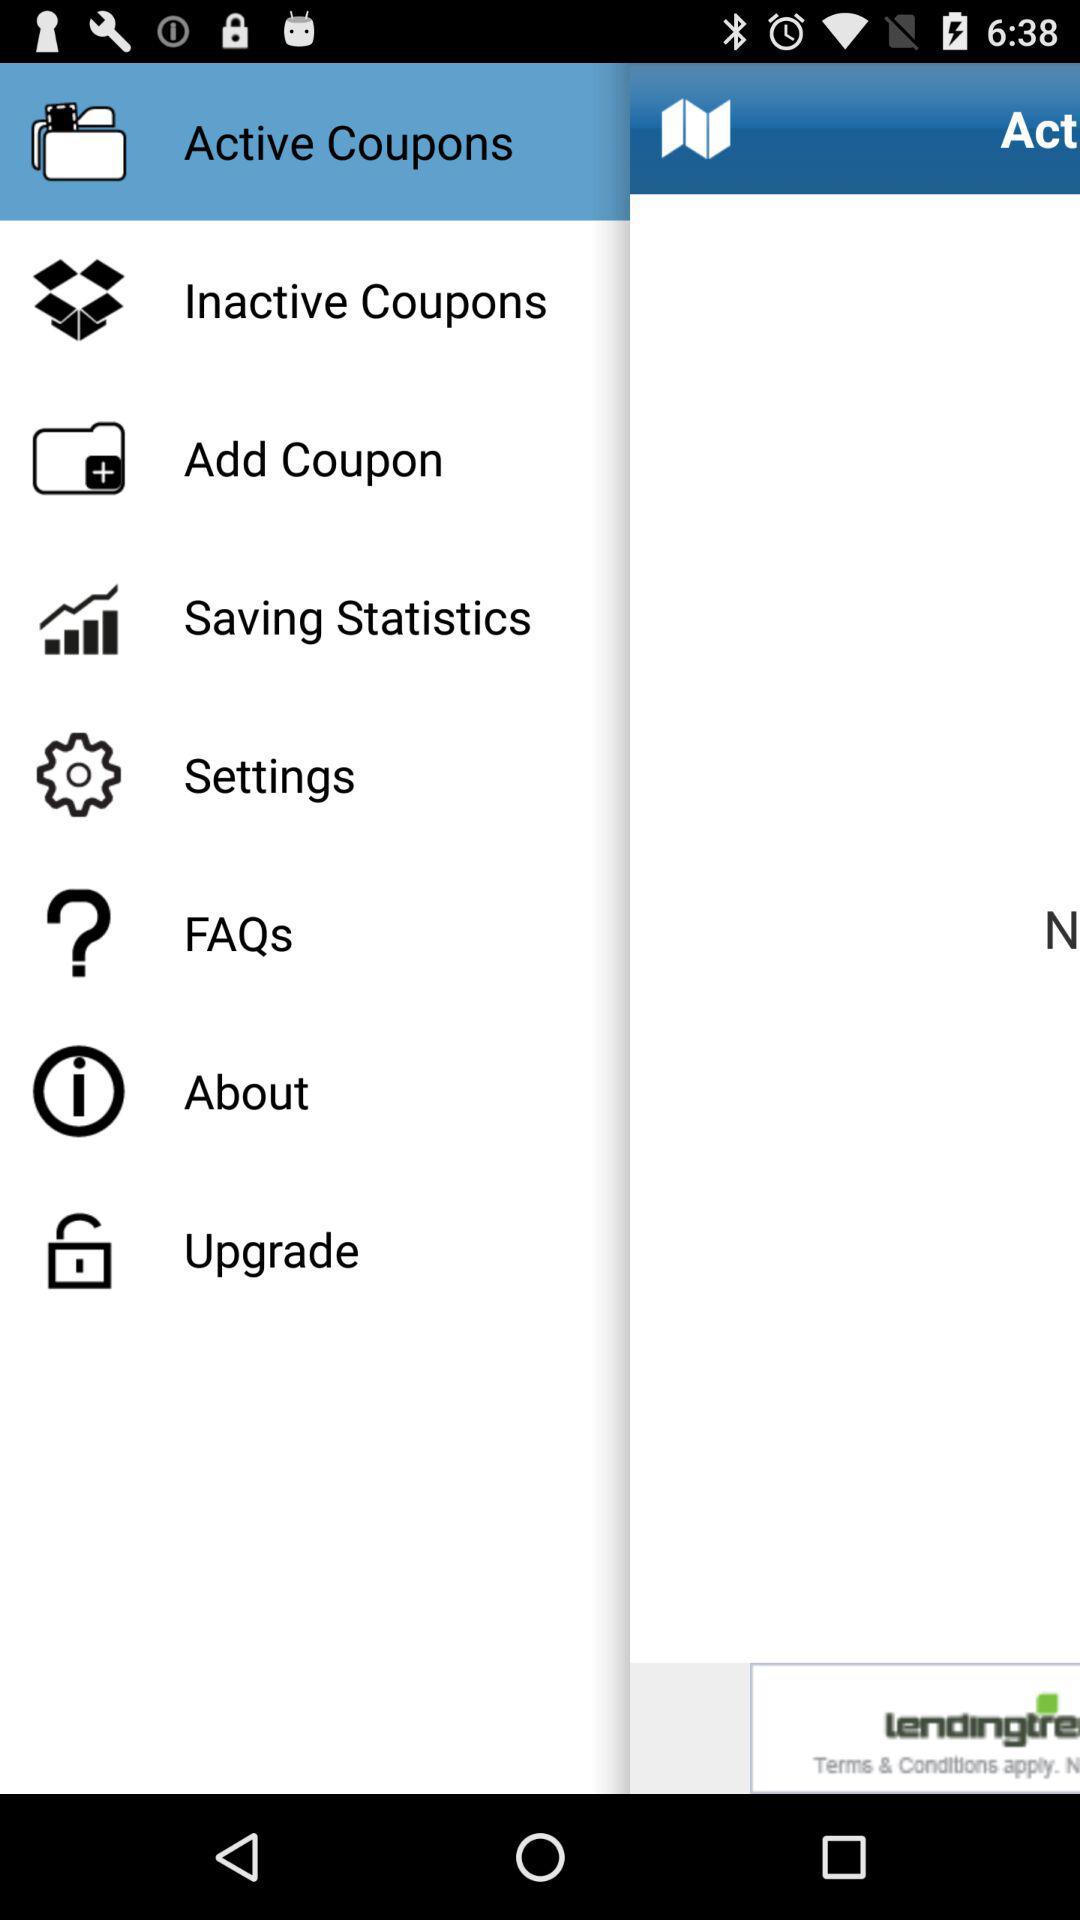 6:38
Active Coupons
Act
Inactive Coupons
Add Coupon
Saving Statistics
Settings
FAQs
N
About
Upgrade
lendingtre
Terms & Conditions apply. N